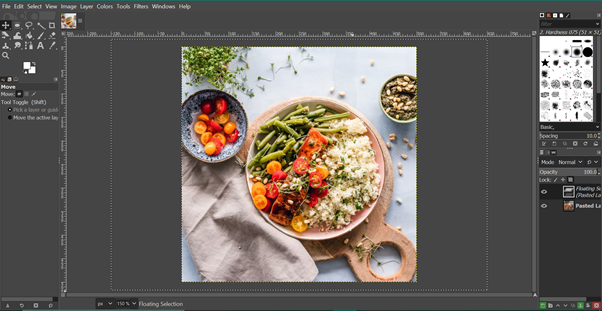 File Edit Select View Image Layer Colors Tools Filters Windows Help
Move
Move:
Tool Toggle (Shift)
Pick a layer or guide
Move the active lay
px
150 %
Floating Selection
filter
2. Hardness 075 (51 × 51)
Basic,
Spacing 10.0
Mode Normal
Opacity 100.0
Lock:
Floating Se
(Pasted La
Pasted La